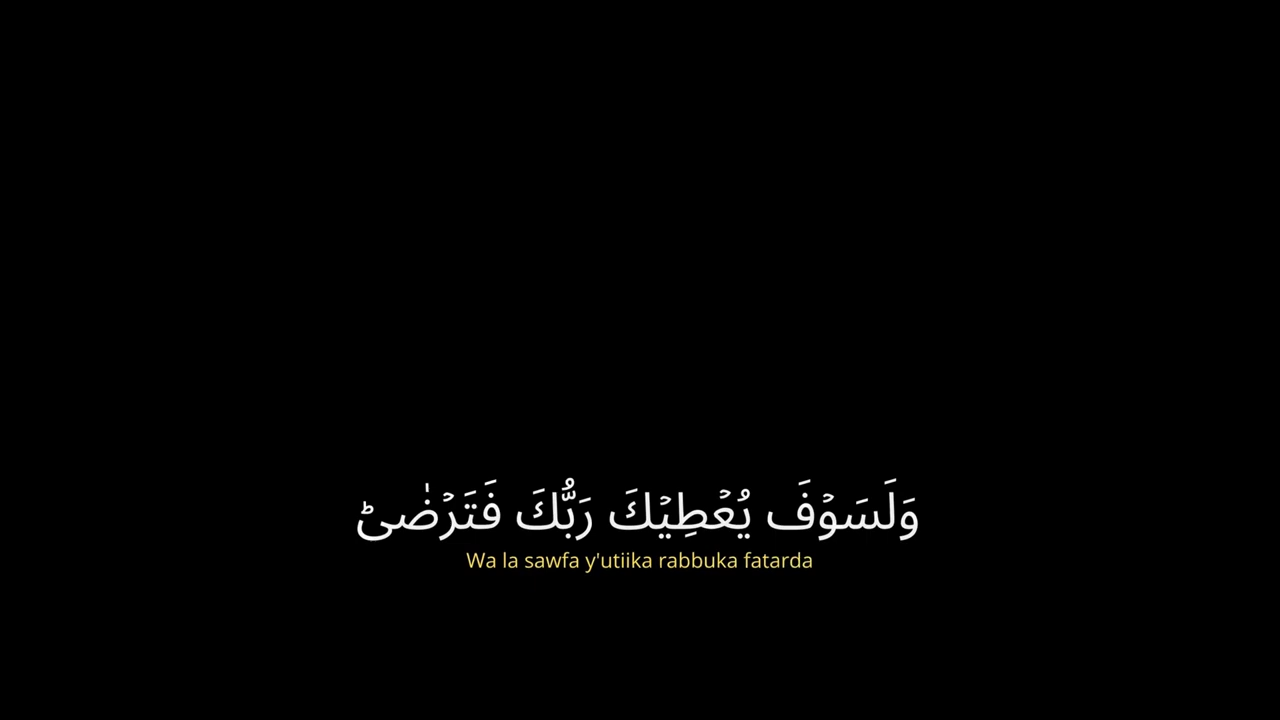 وَلَسَوۡفَ يُعۡطِيۡكَ رَبُّكَ فَتَرۡضٰىؕ
Wa la sawfa y'utiika rabbuka fatarda